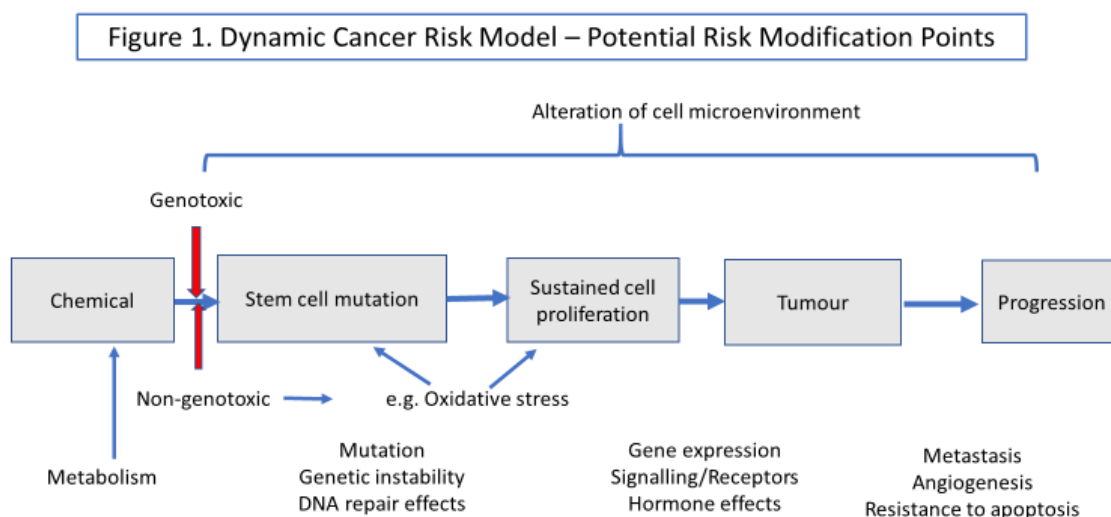 Figure 1. Dynamic Cancer Risk Model – Potential Risk Modification Points
Alteration of cell microenvironment
Genotoxic
Chemical
Stem cell mutation
Sustained cell
proliferation
Tumour
Progression
Non-genotoxic
e.g. Oxidative stress
Metabolism
Mutation
Genetic instability
DNA repair effects
Gene expression
Signalling/Receptors
Hormone effects
Metastasis
Angiogenesis
Resistance to apoptosis